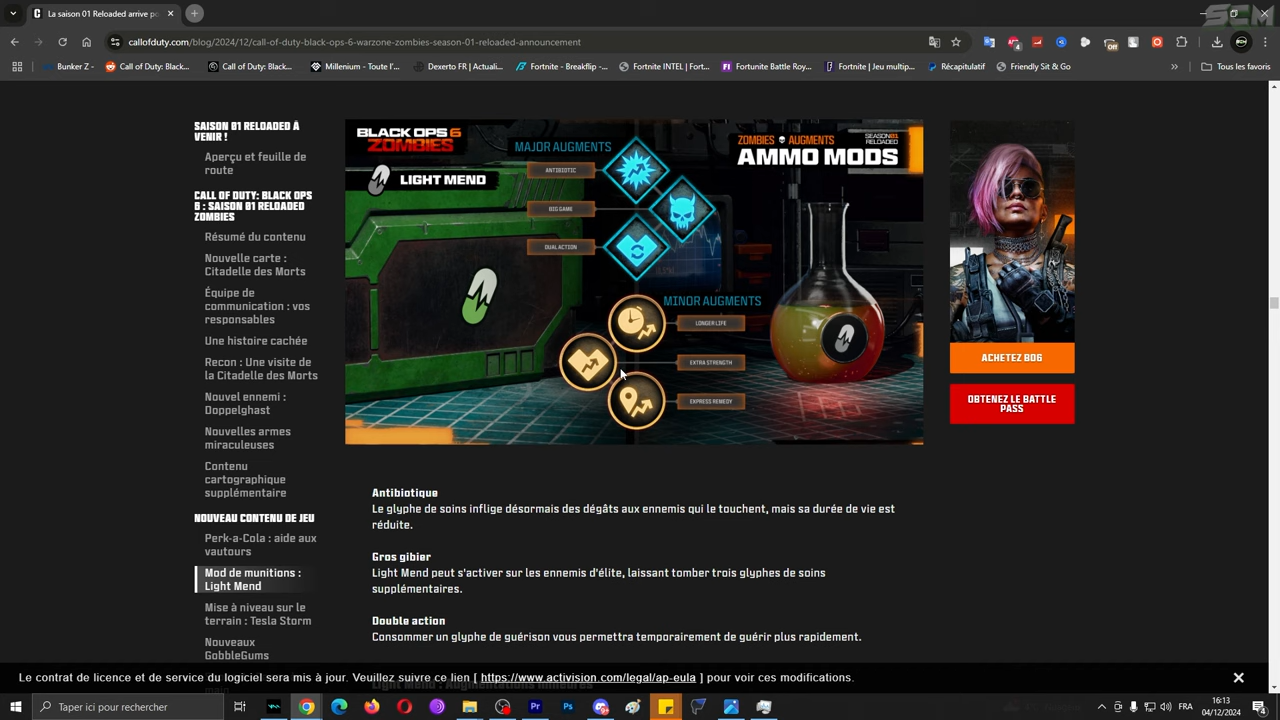 La saison 01 Reloaded arrive po
callofduty.com/blog/2024/12/call-of-duty-black-ops-6-warzone-zombies-season-01-reloaded-announcement
Bunker Z -
Call of Duty: Black...
Call of Duty: Black...
Millenium - Toute l'...
Dexerto FR | Actuali...
Fortnite - Breakflip -...
Fortnite INTEL | Fort...
Fortunite Battle Roy...
Fortnite | Jeu multip...
Récapitulatif
Friendly Sit & Go
»
Tous les favoris
SAISON 01 RELOADED À
VENIR !
Aperçu et feuille de
route
CALL OF DUTY: BLACK OPS
6 : SAISON 01 RELOADED
ZOMBIES
Résumé du contenu
Nouvelle carte :
Citadelle des Morts
Équipe de
communication : vos
responsables
Une histoire cachée
Recon : Une visite de
la Citadelle des Morts
Nouvel ennemi :
Doppelghast
Nouvelles armes
miraculeuses
Contenu
cartographique
supplémentaire
NOUVEAU CONTENU DE JEU
Perk-a-Cola : aide aux
vautours
Mod de munitions :
Light Mend
Mise à niveau sur le
terrain : Tesla Storm
Nouveaux
GobbleGums
BLACK OPS 6
ZOMBIES
LIGHT MEND
MAJOR AUGMENTS
ANTIBIOTIC
BIG GAME
DUAL ACTION
MINOR AUGMENTS
LONGER LIFE
EXTRA STRENGTH
EXPRESS REMEDY
ZOMBIES AUGMENTS
SEASON 01
RELOADED
AMMO MODS
Antibiotique
Le glyphe de soins inflige désormais des dégâts aux ennemis qui le touchent, mais sa durée de vie est
réduite.
Gros gibier
Light Mend peut s'activer sur les ennemis d'élite, laissant tomber trois glyphes de soins
supplémentaires.
Double action
Consommer un glyphe de guérison vous permettra temporairement de guérir plus rapidement.
Light Mend : Augmentations mineures
ACHETEZ BO6
OBTENEZ LE BATTLE
PASS
Le contrat de licence et de service du logiciel sera mis à jour. Veuillez suivre ce lien [ https://www.activision.com/legal/ap-eula ] pour voir ces modifications.
Taper ici pour rechercher
FRA
16:13
04/12/2024